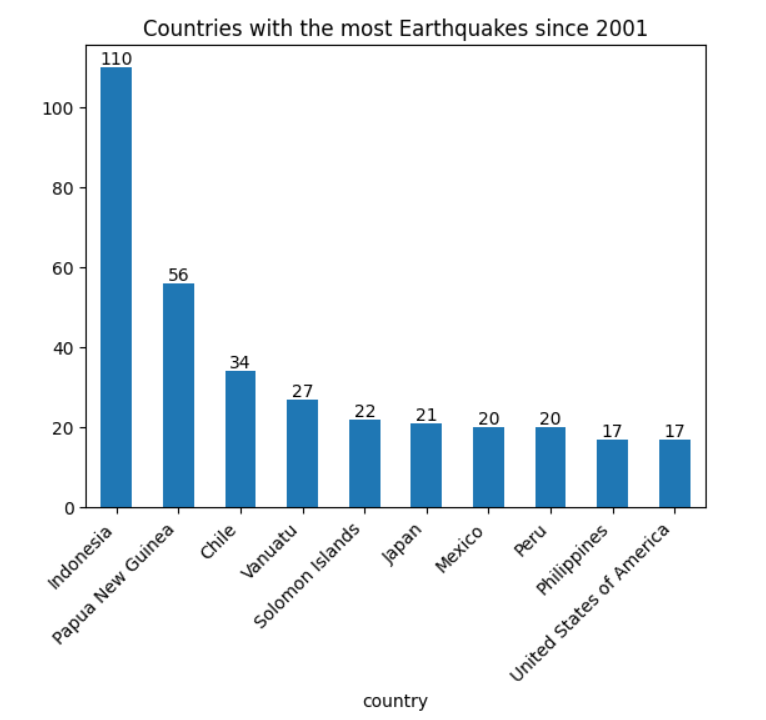 Countries with the most Earthquakes since 2001
110
56
34
27
22
21
20
20
17
17
100
80
60
40
20
0
Indonesia
Papua New Guinea
Chile
Vanuatu
Solomon Islands
Japan
Mexico
Peru
Philippines
United States of America
country